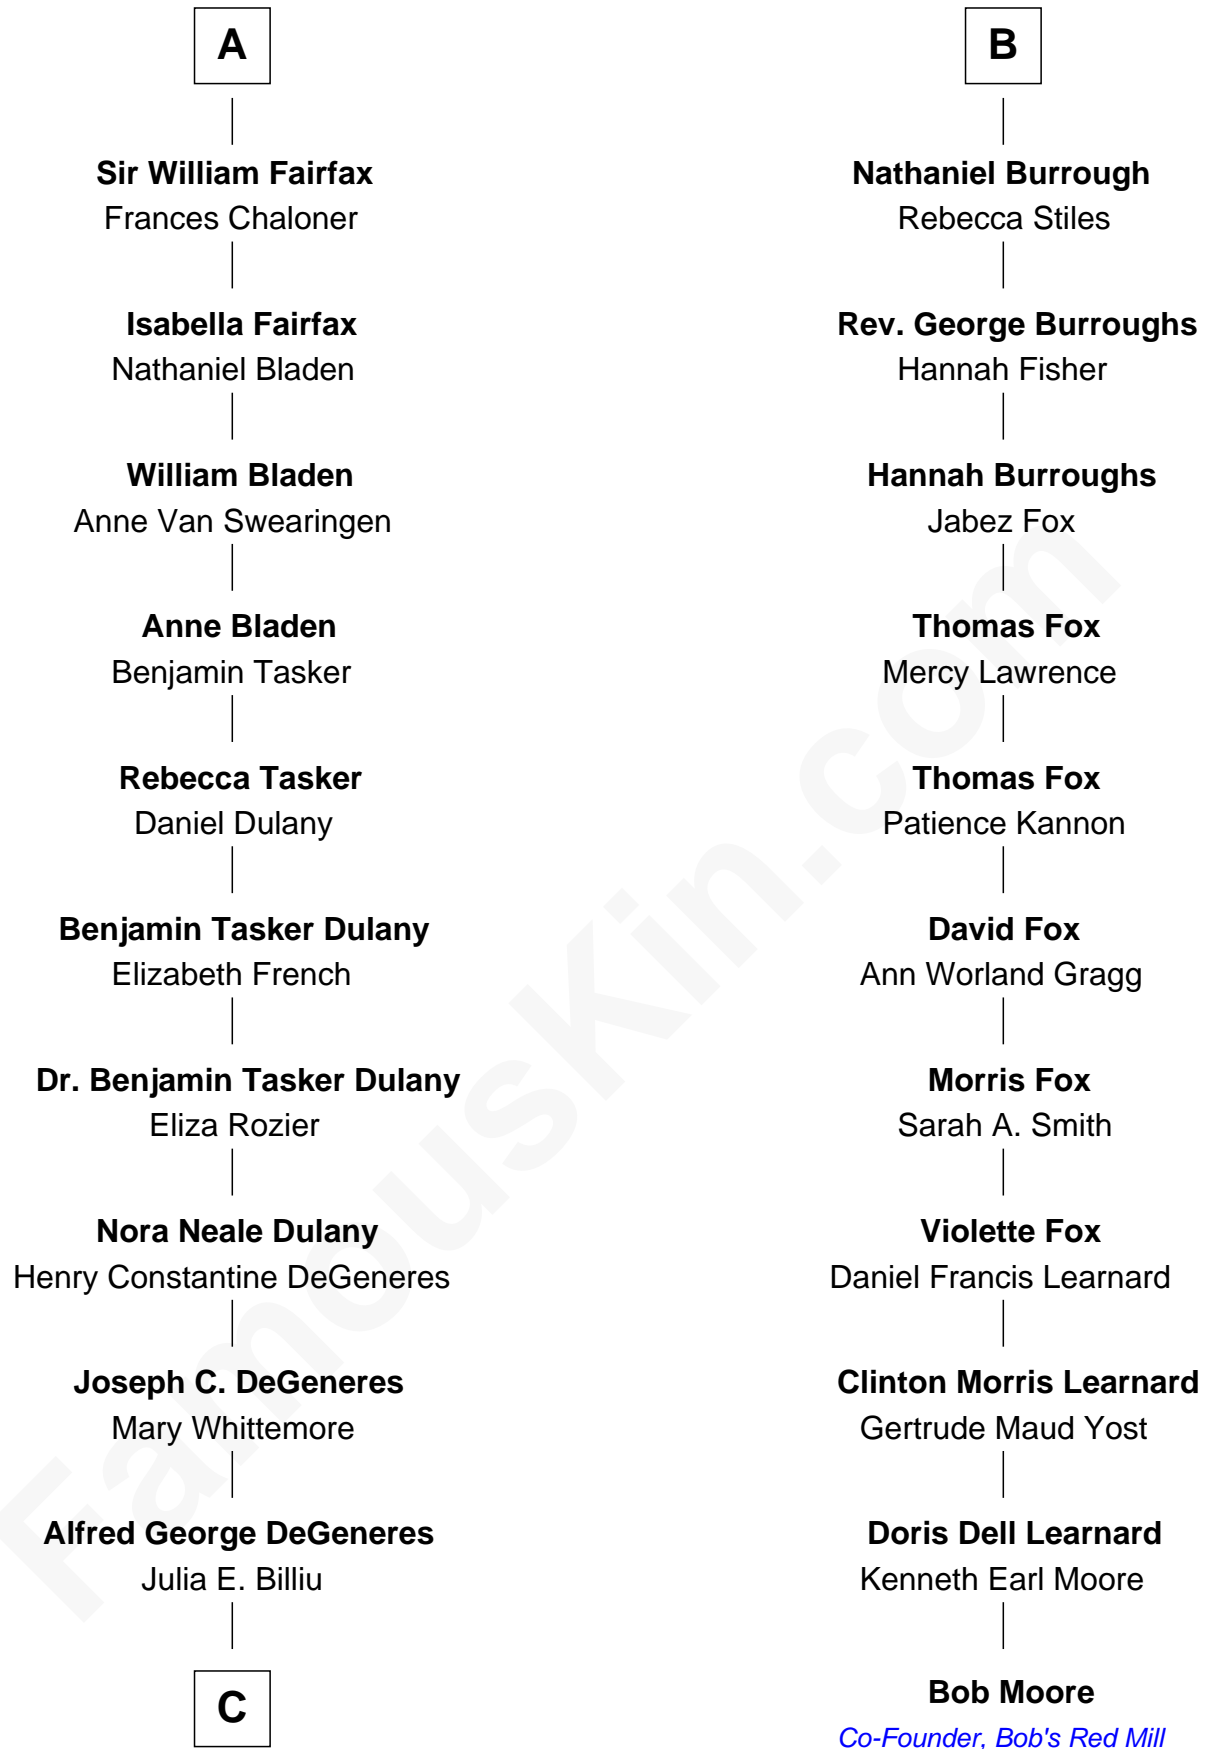 A
Sir William Fairfax
Frances Chaloner
Isabella Fairfax
Nathaniel Bladen
William Bladen
Anne Van Swearingen
Anne Bladen
Benjamin Tasker
Rebecca Tasker
Daniel Dulany
Benjamin Tasker Dulany
Elizabeth French
Dr. Benjamin Tasker Dulany
Eliza Rozier
Nora Neale Dulany
Henry Constantine DeGeneres
Joseph C. DeGeneres
Mary Whittemore
Alfred George DeGeneres
Julia E. Billiu
C
B
Nathaniel Burrough
Rebecca Stiles
Rev. George Burroughs
Hannah Fisher
Hannah Burroughs
Jabez Fox
Thomas Fox
Mercy Lawrence
Thomas Fox
Patience Kannon
David Fox
Ann Worland Gragg
Morris Fox
Sarah A. Smith
Violette Fox
Daniel Francis Learnard
Clinton Morris Learnard
Gertrude Maud Yost
Doris Dell Learnard
Kenneth Earl Moore
Bob Moore
Co-Founder, Bob's Red Mill
FamousKin.com